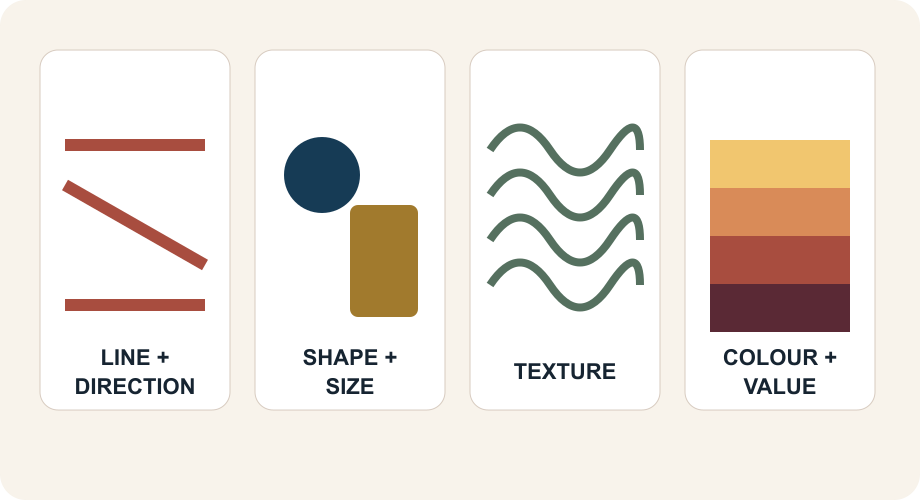 LINE +
DIRECTION
SHAPE +
SIZE
TEXTURE
COLOUR +
VALUE